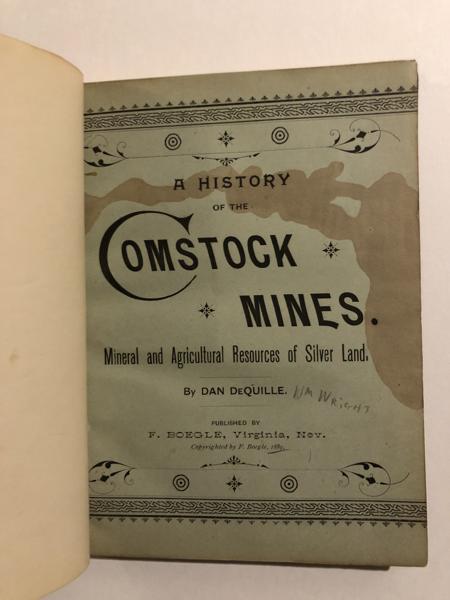 A HISTORY
OF THE
COMSTOCK
MINES.
Mineral and Agricultural Resources of Silver Land.
By DAN DEQUILLE. WM WRIGHT
PUBLISHED BY
F. BOEGLE, Virginia, Nev.
Copyrighted by F. Boegle, 1889.